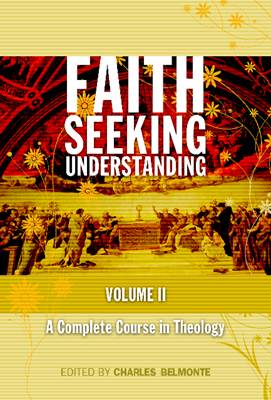 FAITH
SEEKING
UNDERSTANDING
VOLUME II
A Complete Course in Theology
EDITED BY CHARLES BELMONTE